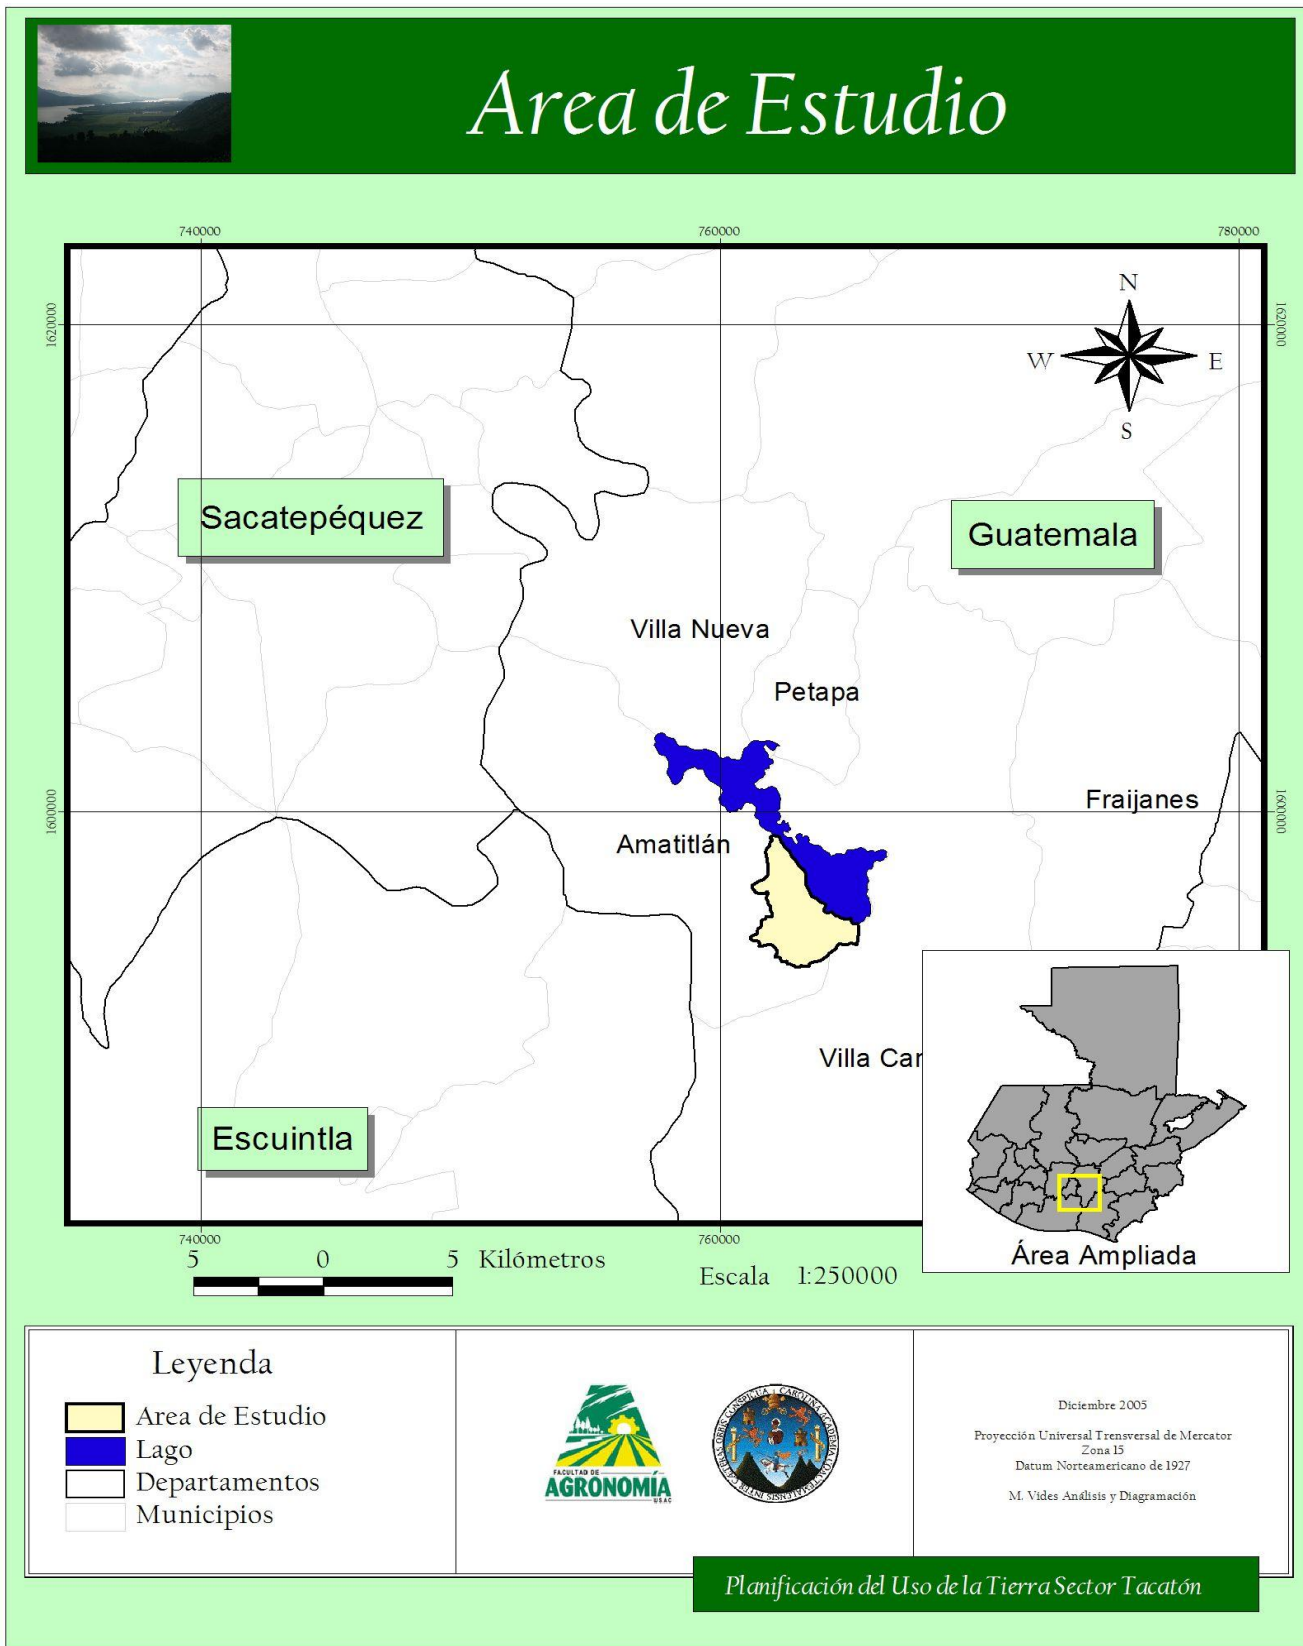 Area de Estudio
740000
760000
780000
1620000
1620000
N
W
E
S
Sacatepéquez
Guatemala
Villa Nueva
Petapa
Fraijanes
1600000
1600000
Amatitlán
Villa Car
Escuintla
Área Ampliada
740000
760000
5 0 5 Kilómetros
Escala 1:250000
Leyenda
Area de Estudio
Lago
Departamentos
Municipios
FACULTAD DE
AGRONOMÍA
USAC
Diciembre 2005
Proyección Universal Trensversal de Mercator
Zona 15
Datum Norteamericano de 1927
M. Vides Análisis y Diagramación
Planificación del Uso de la Tierra Sector Tacatón